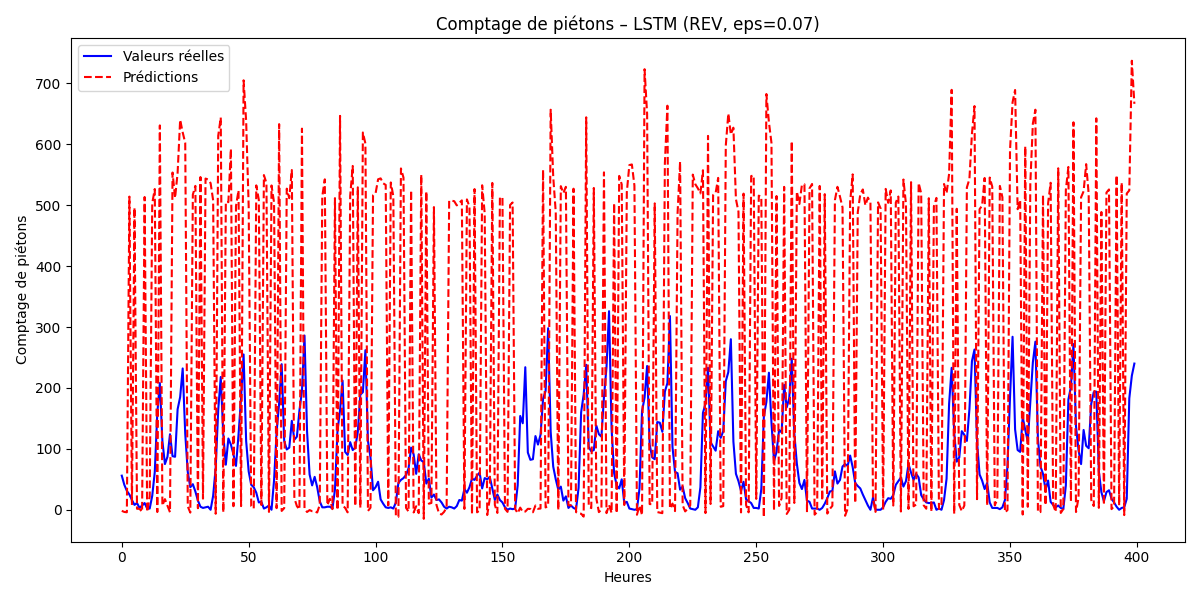 Comptage de piétons – LSTM (REV, eps=0.07)
Valeurs réelles
Prédictions
Comptage de piétons
700
600
500
400
300
200
100
0
0 50 100 150 200 250 300 350 400
Heures